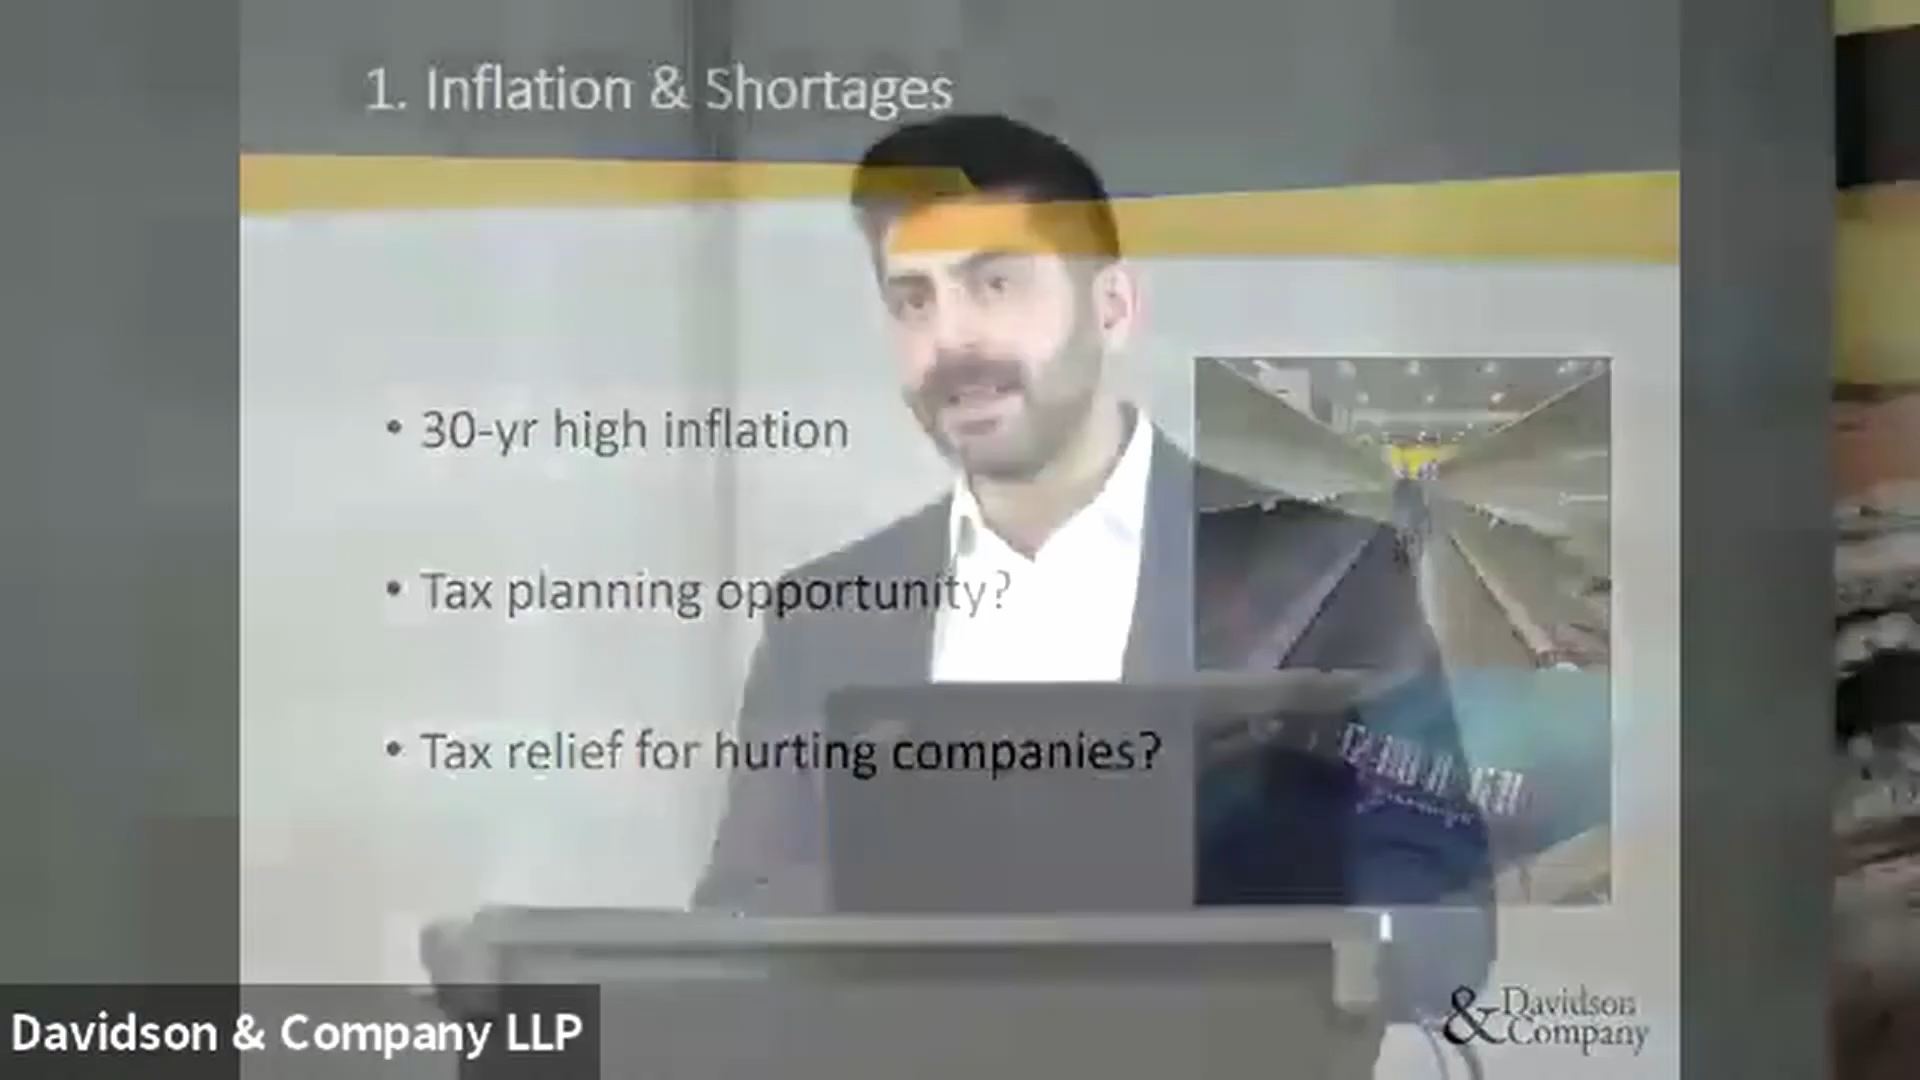 1. Inflation & Shortages
• 30-yr high inflation
• Tax planning opportunity?
• Tax relief for hurting companies?
& Davidson
Company
Davidson & Company LLP